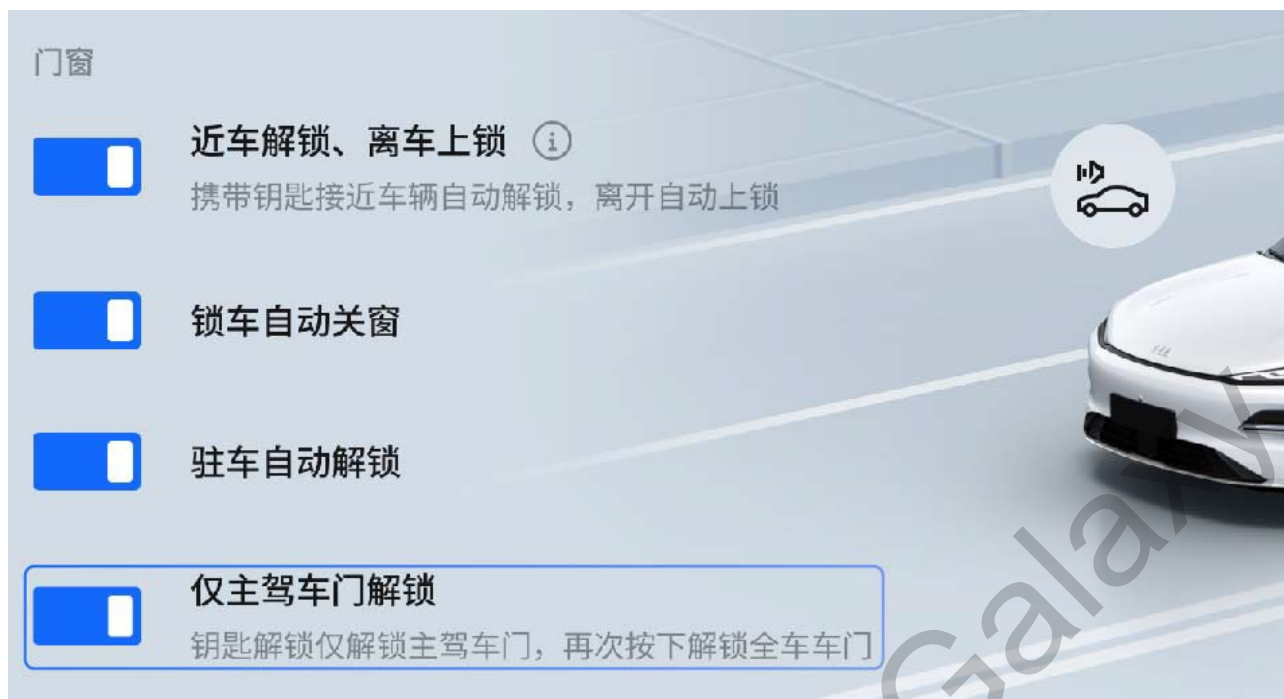 门窗
近车解锁、离车上锁
携带钥匙接近车辆自动解锁，离开自动上锁
锁车自动关窗
驻车自动解锁
仅主驾车门解锁
钥匙解锁仅解锁主驾车门，再次按下解锁全车车门
Galaxy